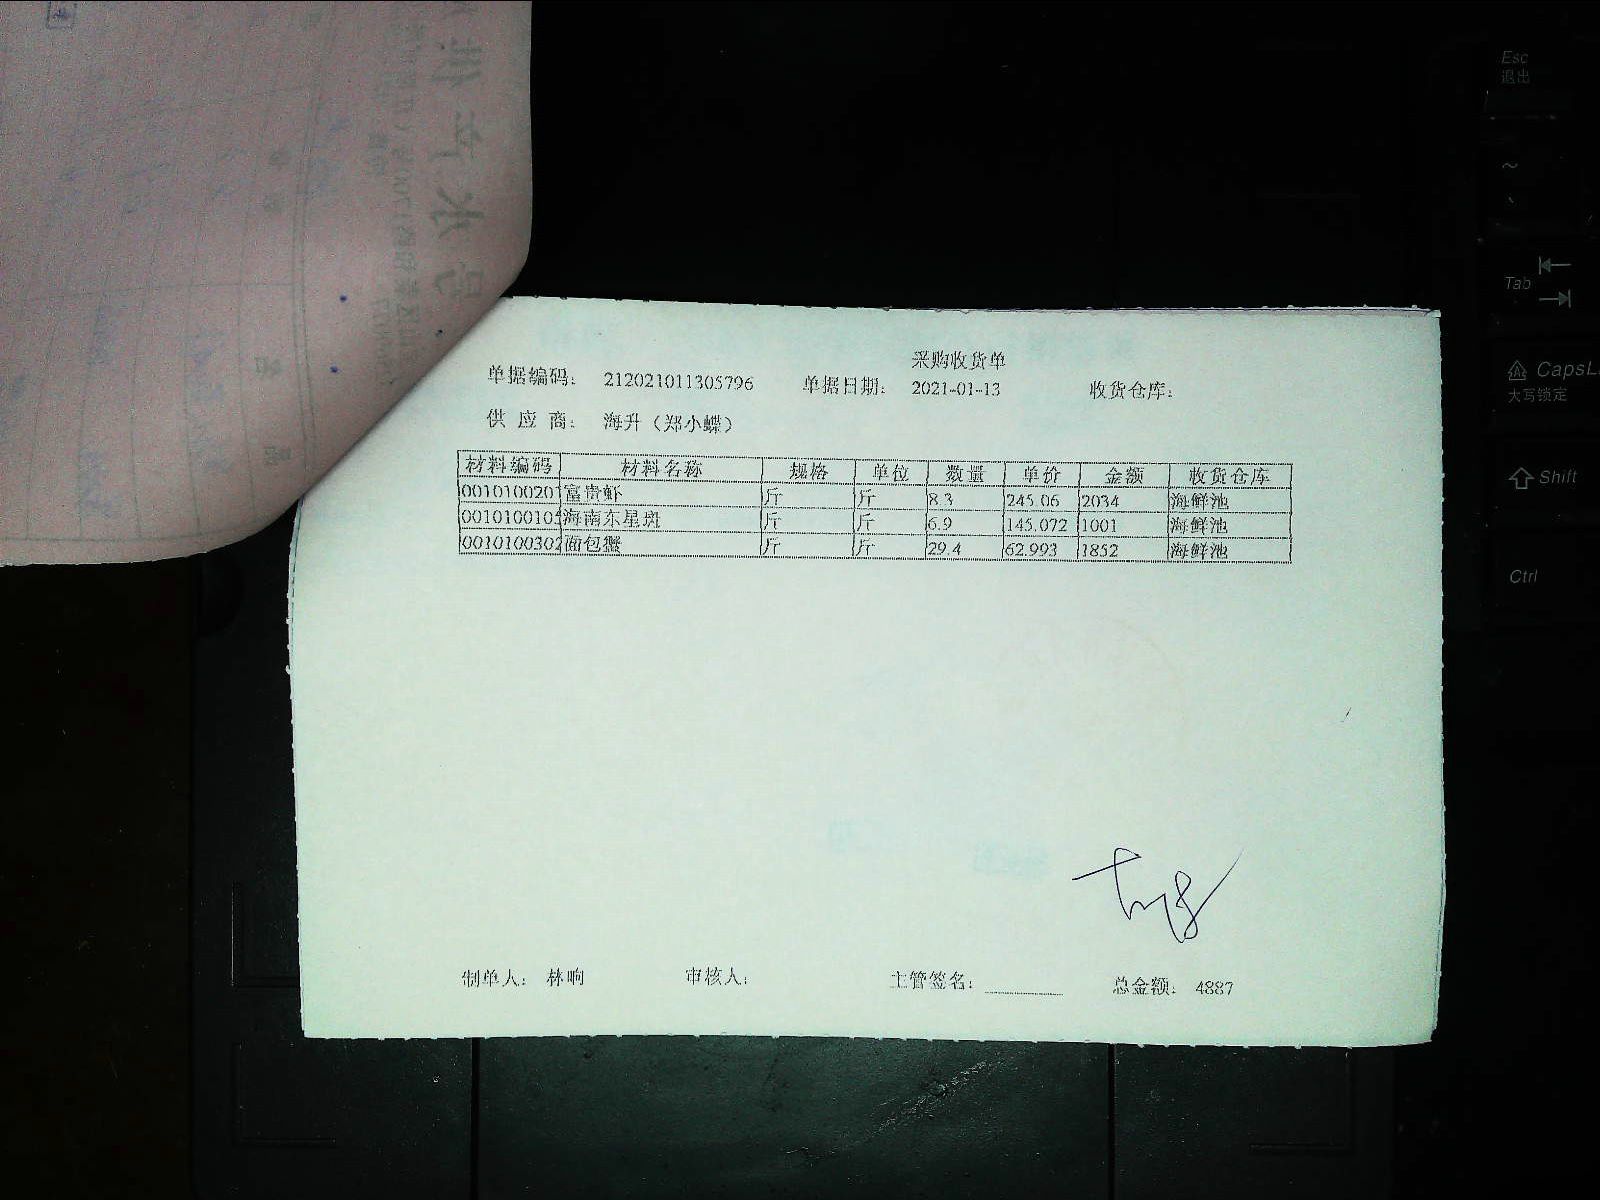 采购收货单
单据编码: 212021011305796 单据日期: 2021-01-13 收货仓库:
供 应 商: 海升（郑小蝶）
材料编码 材料名称 规格 单位 数量 单价 金额 收货仓库
0010100201 富贵虾 斤 斤 8.3 245.06 2034 海鲜池
001010010 海南东星斑 斤 斤 6.9 145.072 1001 海鲜池
0010100302 面包蟹 斤 斤 29.4 62.993 1852 海鲜池
制单人: 林响 审核人: 主管签名: 总金额: 4887
Esc
退出
~
Tab
CapsL
大写锁定
Shift
Ctrl